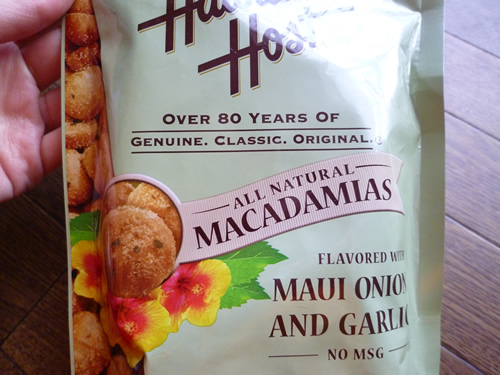 OVER 80 YEARS OF
GENUINE. CLASSIC. ORIGINAL.®
ALL NATURAL
MACADAMIAS
FLAVORED WITH
MAUI ONION
AND GARLIC
NO MSG